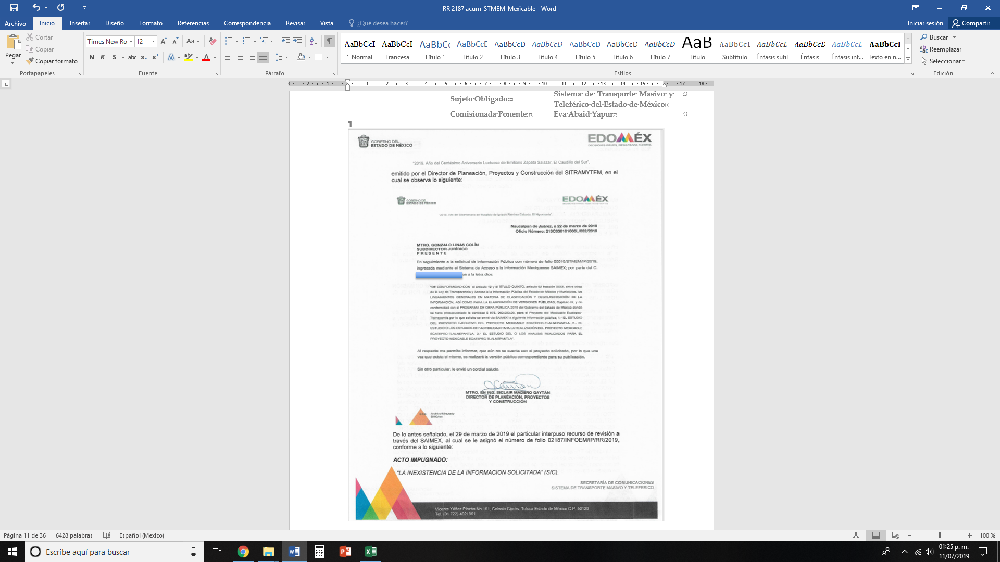 RR 2187 acum-STMEM-Mexicable - Word
Archivo Inicio Insertar Diseño Formato Referencias Correspondencia Revisar Vista ¿Qué desea hacer? Iniciar sesión Compartir
Pegar
Cortar
Copiar
Copiar formato
Portapapeles
Times New Ro 12
N K S abc x₂ x²
Fuente
Párrafo
AaBbCcI AaBbCcI AaBbCc AaBbCcD AaBbCcD AaBbCcD AaBbCcD AaBbCcD AaBbCcD AaB AaBbCcI AaBbCcD AaBbCcD AaBbCcD AaBbCcI
¶ Normal Francesa Título 1 Título 2 Título 3 Título 4 Título 5 Título 6 Título 7 Título Subtítulo Énfasis sutil Énfasis Énfasis int... Texto en n...
Estilos
Buscar
Reemplazar
Seleccionar
Edición
3 2 1 1 2 3 4 5 6 7 8 9 10 11 12 13 14 15 17 18
Sujeto·Obligado:¤ Sistema· de· Transporte· Masivo· y· ¤
Teleférico·del·Estado·de·México¤
Comisionada·Ponente:¤ Eva·Abaid·Yapur¤ ¤
¶
GOBIERNO DEL
ESTADO DE MÉXICO
EDOMÉX
DECISIONES FIRMES, RESULTADOS FUERTES.
"2019. Año del Centésimo Aniversario Luctuoso de Emiliano Zapata Salazar, El Caudillo del Sur".
emitido por el Director de Planeación, Proyectos y Construcción del SITRAMYTEM, en el
cual se observa lo siguiente:
GOBIERNO DEL
ESTADO DE MÉXICO
EDOMÉX
"2018. Año del Bicentenario del Natalicio de Ignacio Ramírez Calzada, El Nigromante".
Naucalpan de Juárez, a 22 de marzo de 2019
Oficio Número: 213C030101000L/032/2019
MTRO. GONZALO LINAS COLÍN
SUBDIRECTOR JURÍDICO
P R E S E N T E
En seguimiento a la solicitud de Información Pública con número de folio 00010/STMEM/IP/2019,
ingresada mediante el Sistema de Acceso a la Información Mexiquense SAIMEX; por parte del C.
ue a la letra dice:
"DE CONFORMIDAD CON el artículo 12 y el TÍTULO QUINTO, artículo 92 fracción XXXII, entre otras
de la Ley de Transparencia y Acceso a la Información Pública del Estado de México y Municipios, los
LINEAMIENTOS GENERALES EN MATERIA DE CLASIFICACIÓN Y DESCLASIFICACIÓN DE LA
INFORMACIÓN, ASÍ COMO PARA LA ELABPRACIÓN DE VERSIONES PÚBLICAS; Capítulo IX, y de
conformidad con el PROGRAMA DE OBRA PÚBLICA 2019 del Gobierno del Estado de México donde
se tiene presupuestado la cantidad $ 975, 000,000.00, para el Proyecto del Mexicable Ecatepec-
Tlalnepantla por lo que solicito se envié vía SAIMEX la siguiente información pública: 1.- EL ESTUDIO
DEL PROYECTO EJECUTIVO DEL PROYECTO MEXICABLE ECATEPEC-TLALNEPANTLA. 2.- EL
ESTUDIO O LOS ESTUDIOS DE FACTIBILIDAD PARA LA REALIZACIÓN DEL PROYECTO MEXICABLE
ECATEPEC-TLALNEPANTLA. 3.- EL ESTUDIO DEL O LOS ANALISIS REALIZADOS PARA EL
PROYECTO MEXICABLE ECATEPEC-TLALNEPANTLA".
Al respecto me permito informar, que aún no se cuenta con el proyecto solicitado, por lo que una
vez que exista el mismo, se realizará la versión pública correspondiente para su publicación.
Sin otro particular, le envió un cordial saludo.
MTRO. EN ING. SICLAIR MADERO GAYTÁN
DIRECTOR DE PLANEACIÓN, PROYECTOS
Y CONSTRUCCIÓN
Archivo/Minutario
De lo antes señalado, el 29 de marzo de 2019 el particular interpuso recurso de revisión a
través del SAIMEX, al cual se le asignó el número de folio 02187/INFOEM/IP/RR/2019,
conforme a lo siguiente:
ACTO IMPUGNADO:
"LA INEXISTENCIA DE LA INFORMACION SOLICITADA" (SIC).
SECRETARÍA DE COMUNICACIONES
SISTEMA DE TRANSPORTE MASIVO Y TELEFERICO
Vicente Yáñez Pinzón No 101, Colonia Ciprés. Toluca Estado de México C.P. 50120
Tel. (01 722) 4021961
Página 11 de 36 6428 palabras Español (México) 100 %
Escribe aquí para buscar
01:25 p. m.
11/07/2019